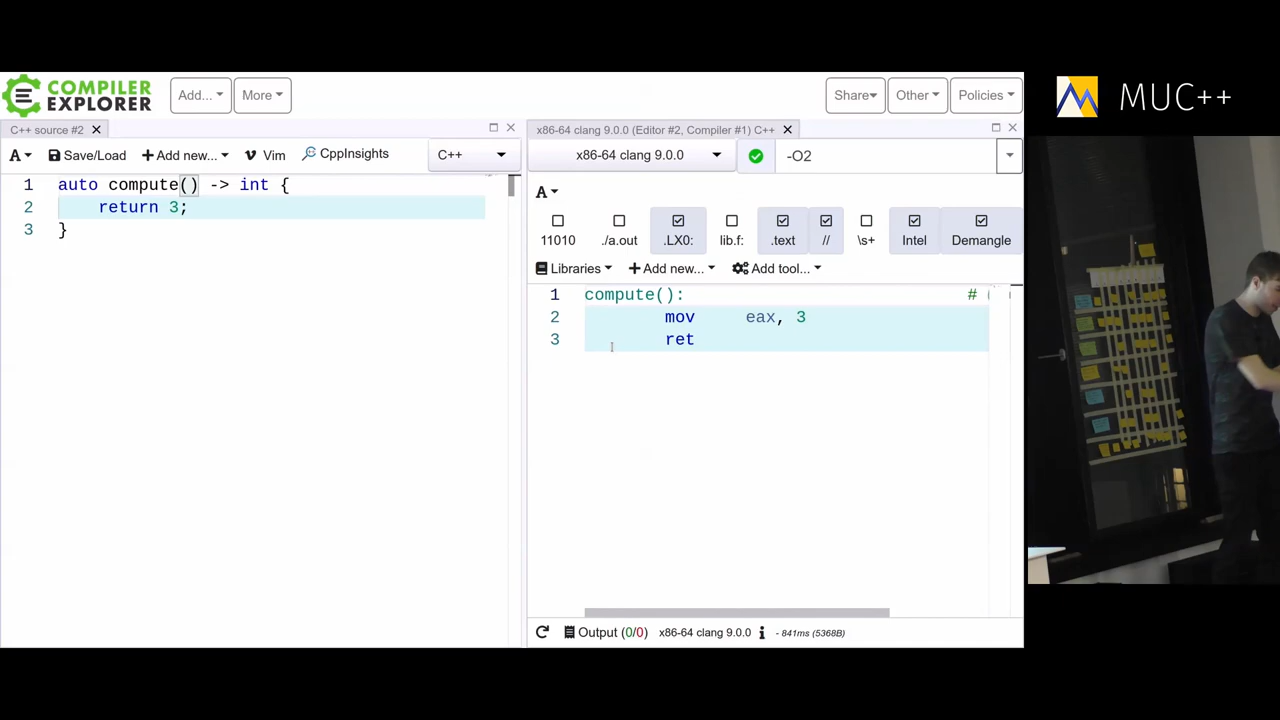 COMPILER
EXPLORER
Add...
More
Share
Other
Policies
MUC++
C++ source #2
x86-64 clang 9.0.0 (Editor #2, Compiler #1) C++
A
Save/Load
Add new...
Vim
CppInsights
C++
x86-64 clang 9.0.0
-O2
1 auto compute() -> int {
2 return 3;
3 }
A
11010
./a.out
.LX0:
lib.f:
.text
//
\s+
Intel
Demangle
Libraries
Add new...
Add tool...
1 compute(): #
2 mov eax, 3
3 ret
Output (0/0) x86-64 clang 9.0.0 i - 841ms (5368B)